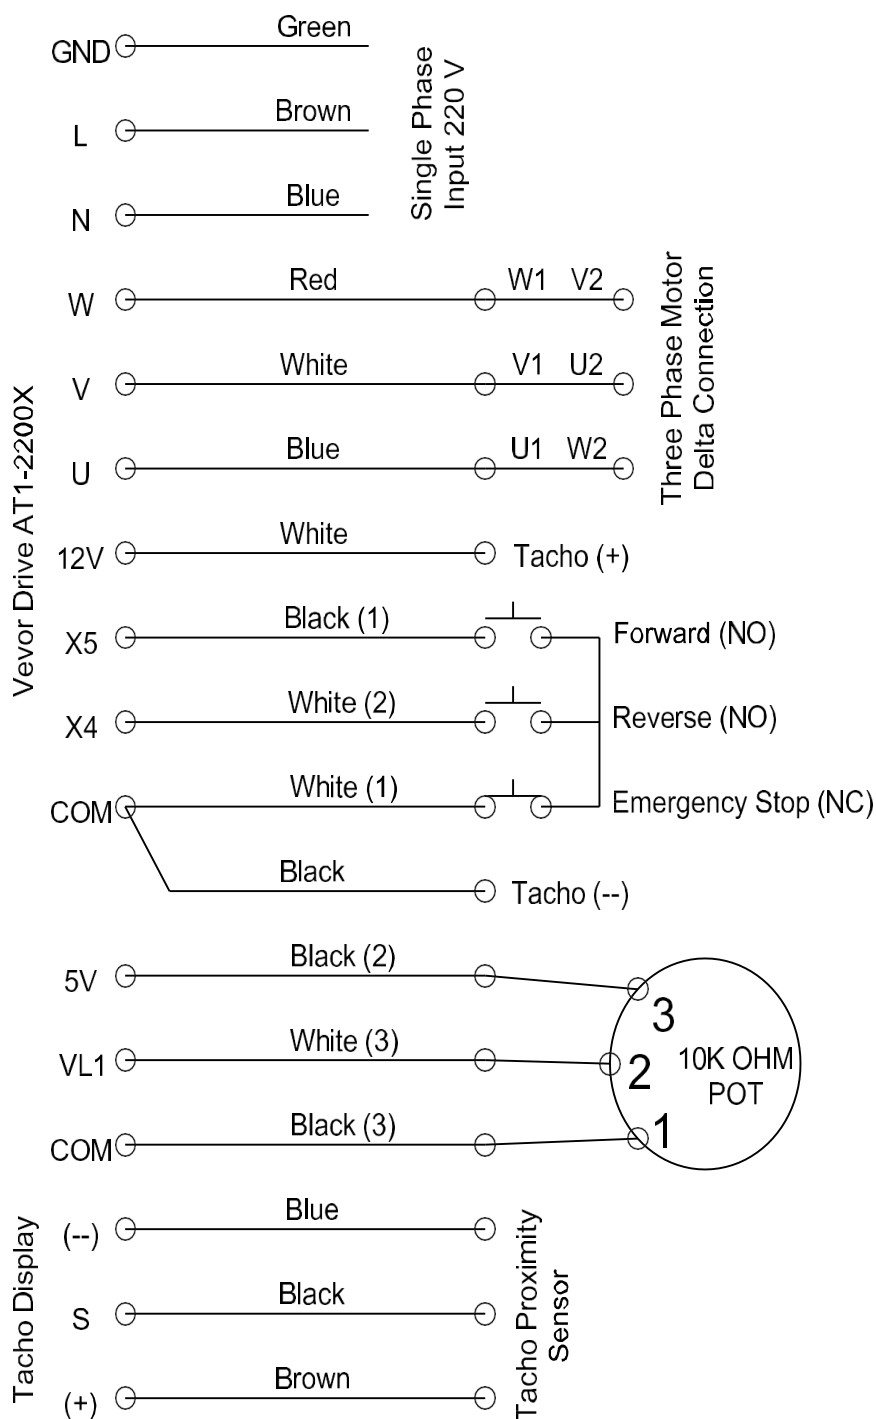 GND Green
L Brown
N Blue
Single Phase
Input 220 V
W Red W1 V2
V White V1 U2
U Blue U1 W2
Three Phase Motor
Delta Connection
Vevor Drive AT1-2200X
12V White Tacho (+)
X5 Black (1) Forward (NO)
X4 White (2) Reverse (NO)
COM White (1) Emergency Stop (NC)
Black Tacho (--)
5V Black (2) 3
VL1 White (3) 2
10K OHM
POT
COM Black (3) 1
Tacho Display
(--) Blue
S Black
(+) Brown
Tacho Proximity
Sensor